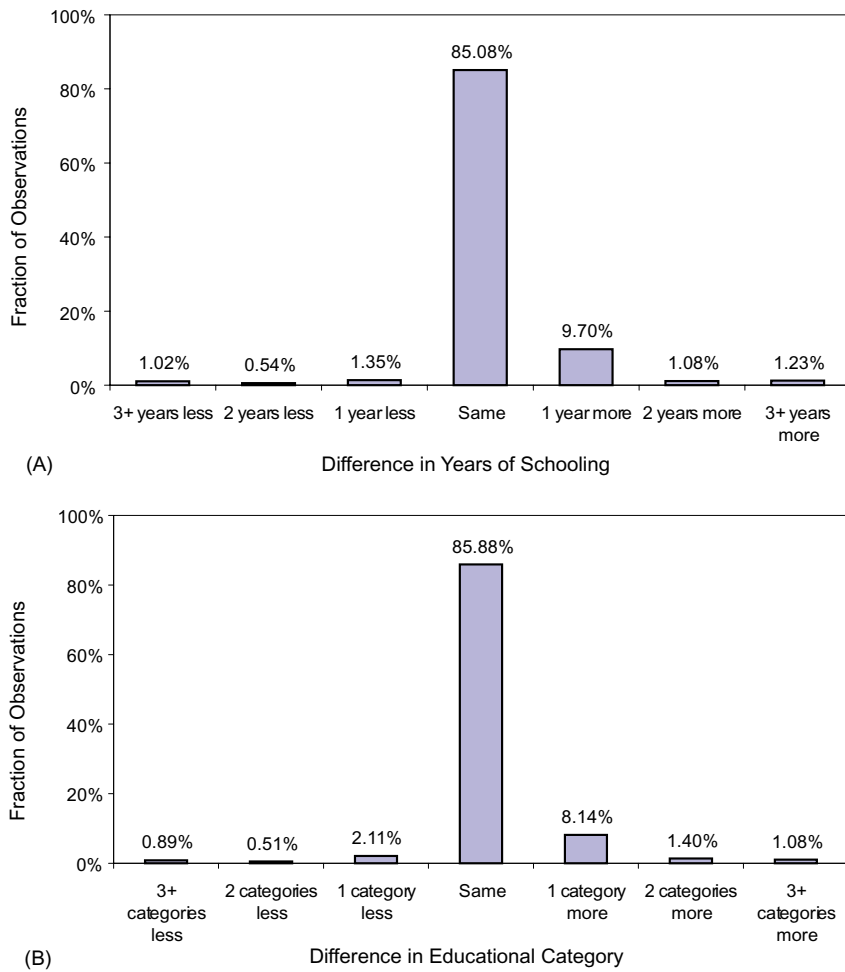 100%
80%
60%
40%
20%
0%
Fraction of Observations
1.02%
0.54%
1.35%
85.08%
9.70%
1.08%
1.23%
3+ years less 2 years less 1 year less Same 1 year more 2 years more 3+ years
more
(A) Difference in Years of Schooling
100%
80%
60%
40%
20%
0%
Fraction of Observations
0.89%
0.51%
2.11%
85.88%
8.14%
1.40%
1.08%
3+ 2 categories 1 category Same 1 category 2 categories 3+
categories less less more more categories
less more
(B) Difference in Educational Category